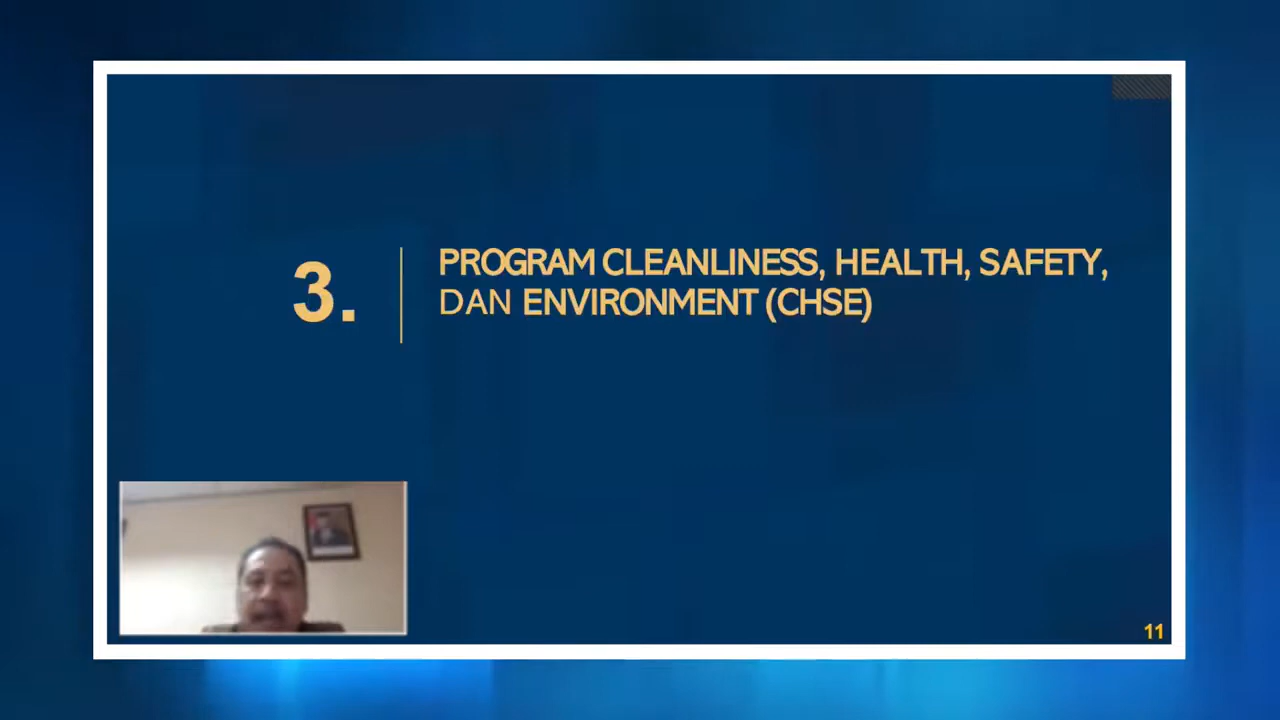 3.
PROGRAM CLEANLINESS, HEALTH, SAFETY,
DAN ENVIRONMENT (CHSE)
11